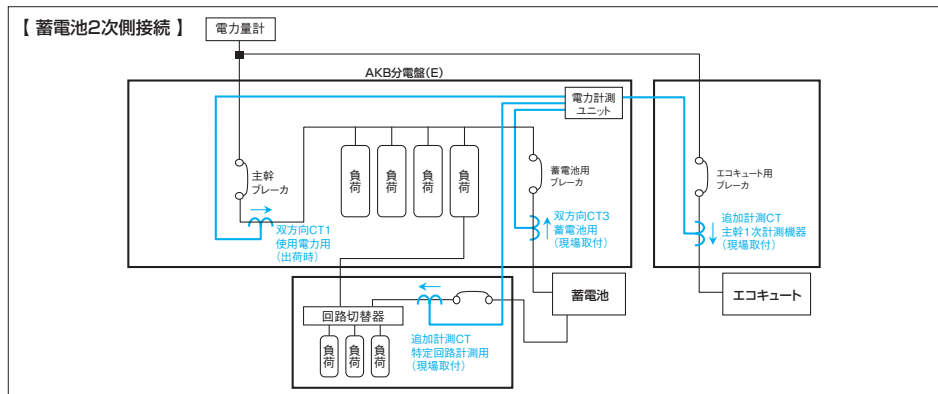 【 蓄電池2次側接続 】
電力量計
AKB分電盤(E)
電力計測
ユニット
主幹
ブレーカ
負荷
負荷
負荷
負荷
蓄電池用
ブレーカ
エコキュート用
ブレーカ
双方向CT1
使用電力用
(出荷時)
双方向CT3
蓄電池用
(現場取付)
追加計測CT
主幹1次計測機器
(現場取付)
蓄電池
エコキュート
回路切替器
負荷
負荷
負荷
追加計測CT
特定回路計測用
(現場取付)